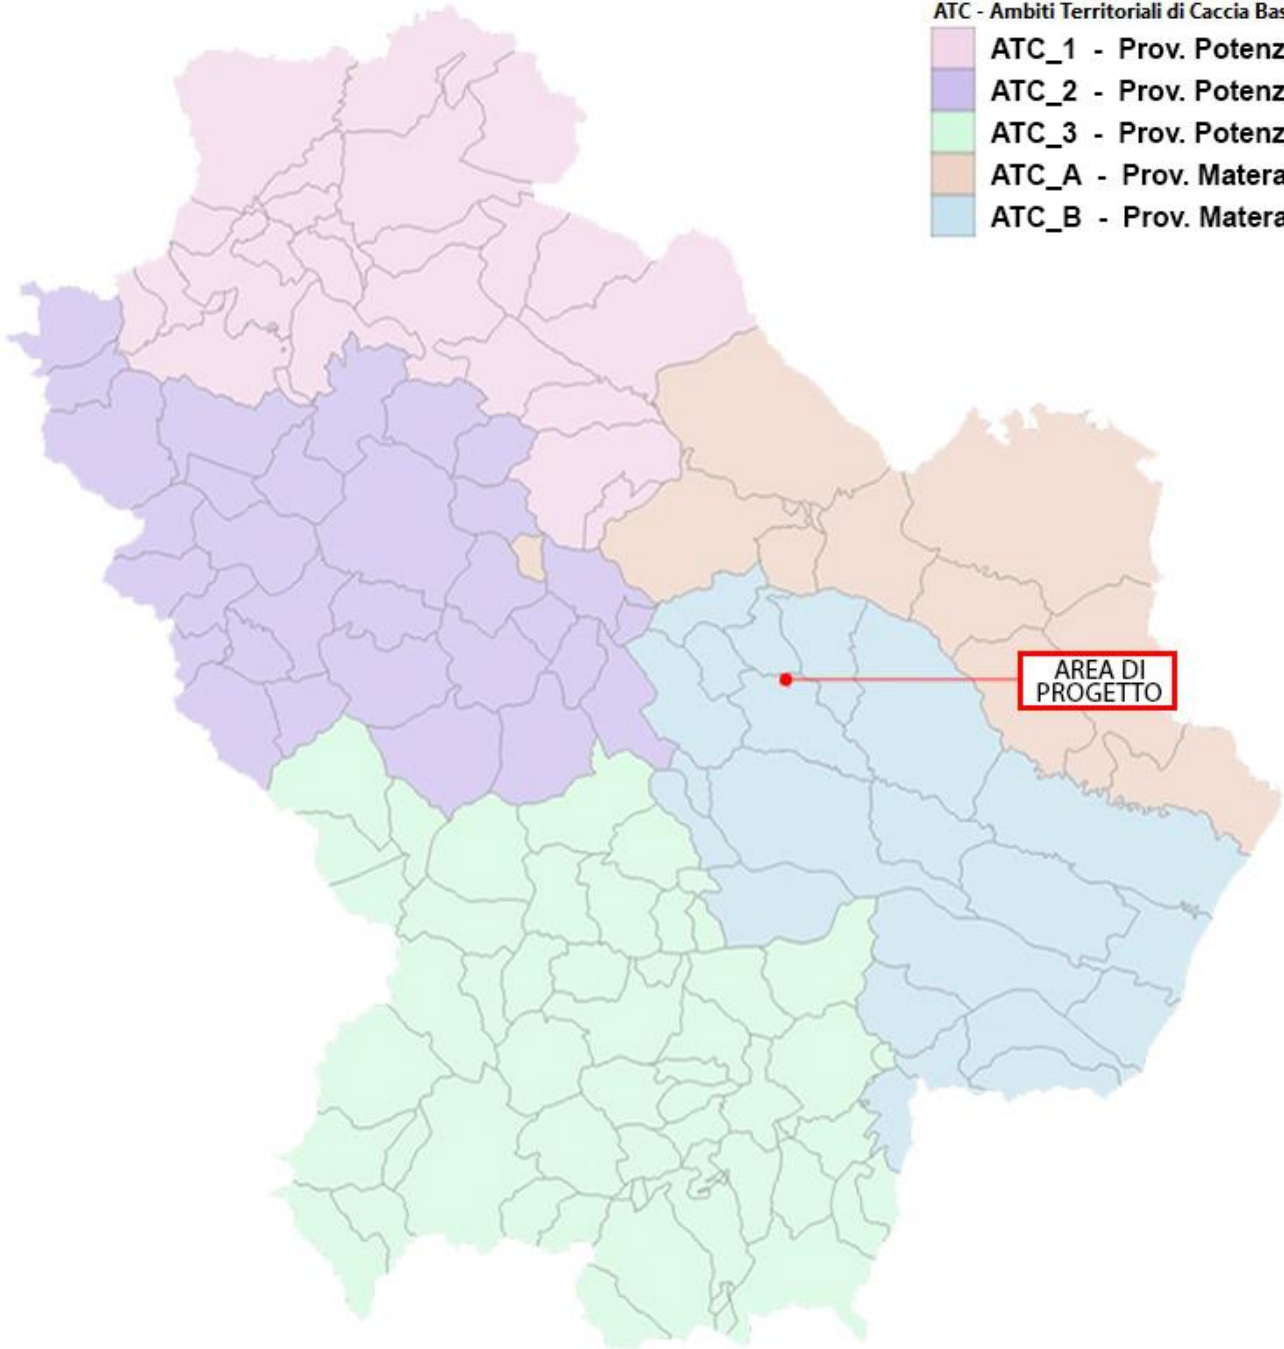 ATC - Ambiti Territoriali di Caccia Bas
ATC_1 - Prov. Potenz
ATC_2 - Prov. Potenz
ATC_3 - Prov. Potenz
ATC_A - Prov. Matera
ATC_B - Prov. Matera
AREA DI
PROGETTO